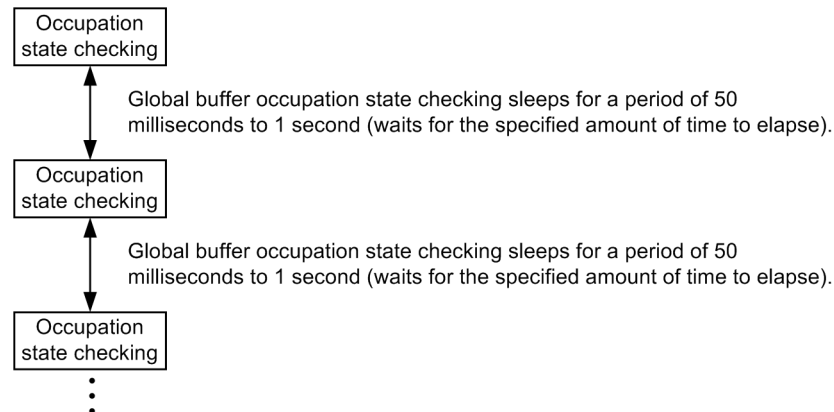 Occupation
state checking
Global buffer occupation state checking sleeps for a period of 50
milliseconds to 1 second (waits for the specified amount of time to elapse).
Occupation
state checking
Global buffer occupation state checking sleeps for a period of 50
milliseconds to 1 second (waits for the specified amount of time to elapse).
Occupation
state checking